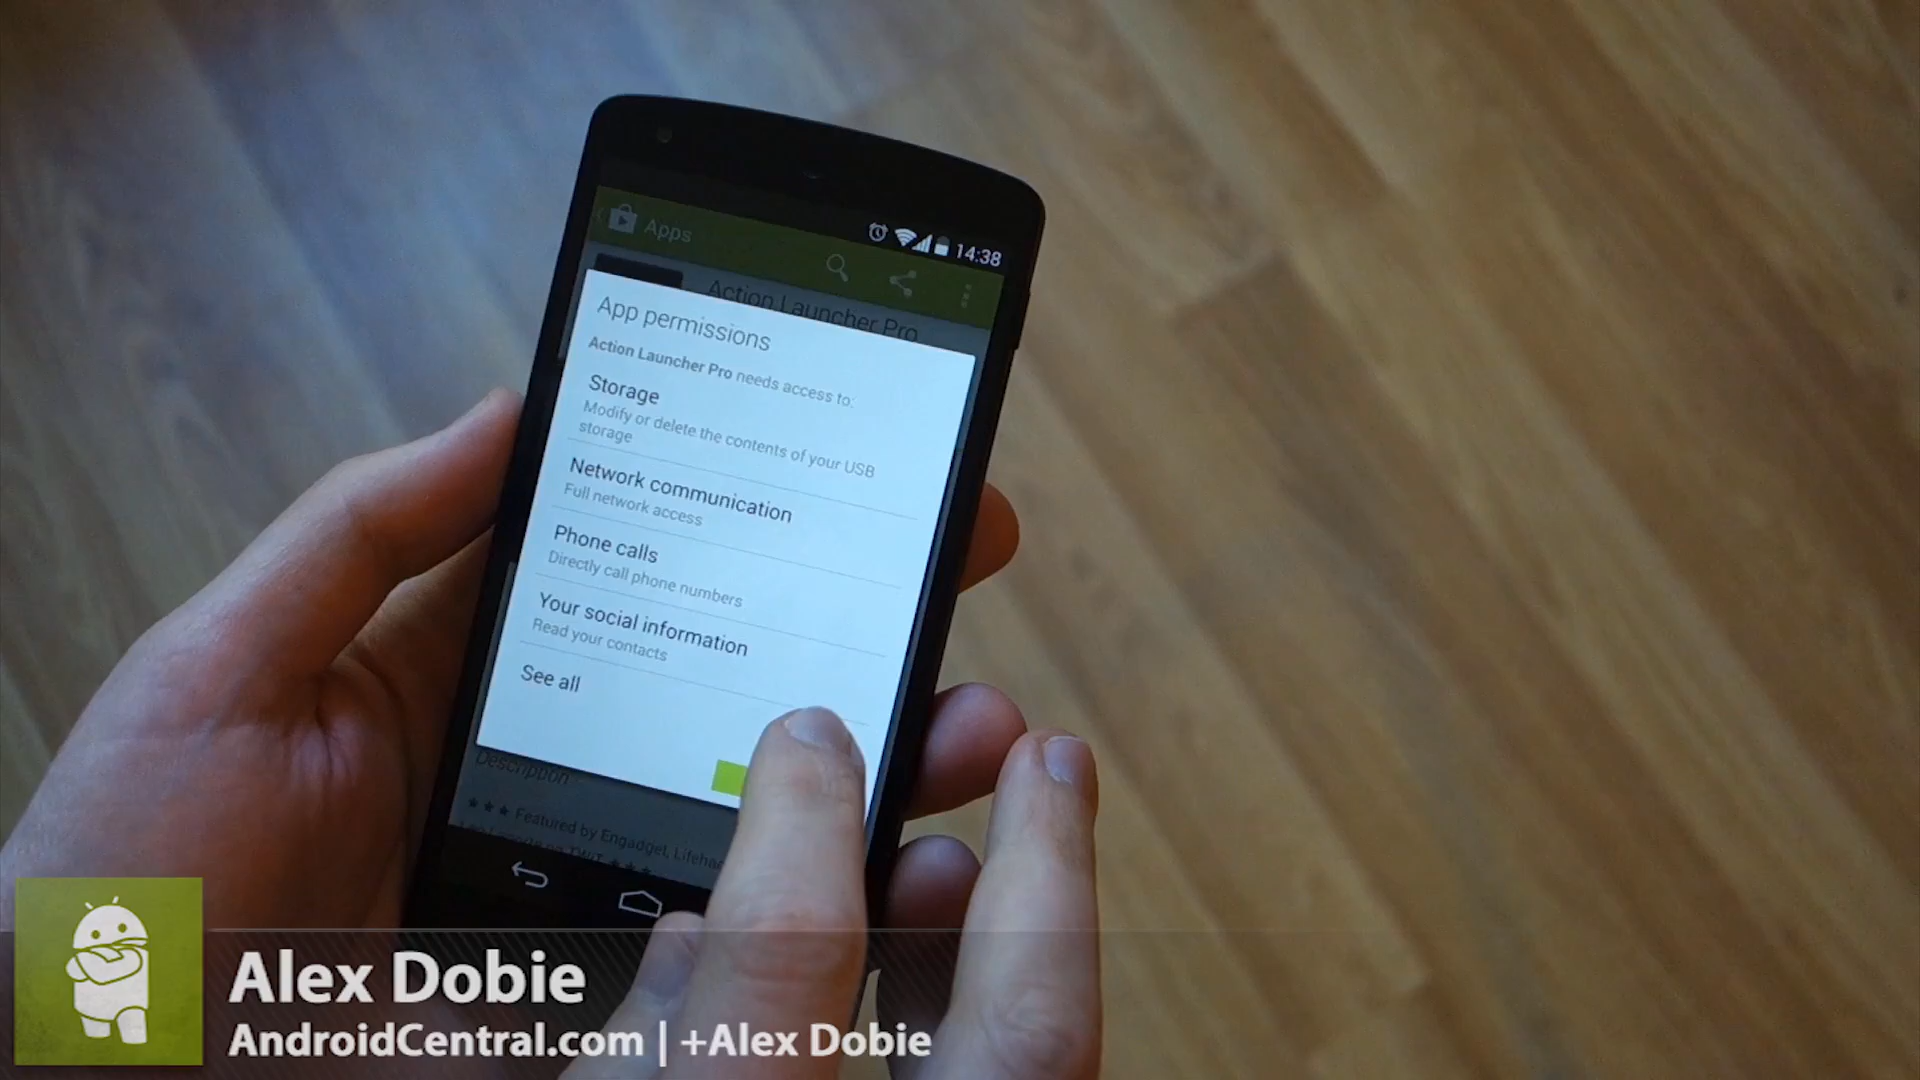 Apps
14:38
Action Launcher Pro
App permissions
Action Launcher Pro needs access to:
Storage
Modify or delete the contents of your USB
storage
Network communication
Full network access
Phone calls
Directly call phone numbers
Your social information
Read your contacts
See all
Description
★ ★ ★ Featured by Engadget,
Alex Dobie
AndroidCentral.com | +Alex Dobie